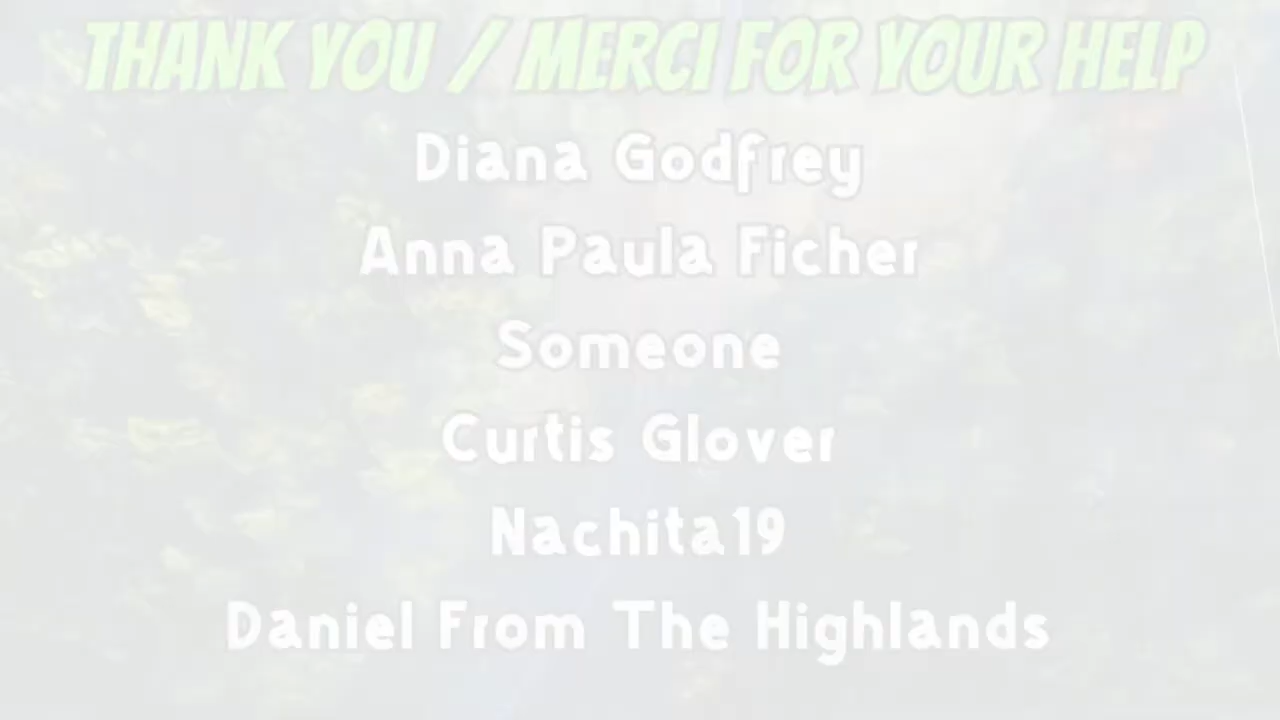 THANK YOU / MERCI FOR YOUR HELP
Diana Godfrey
Anna Paula Ficher
Someone
Curtis Glover
Nachita19
Daniel From The Highlands